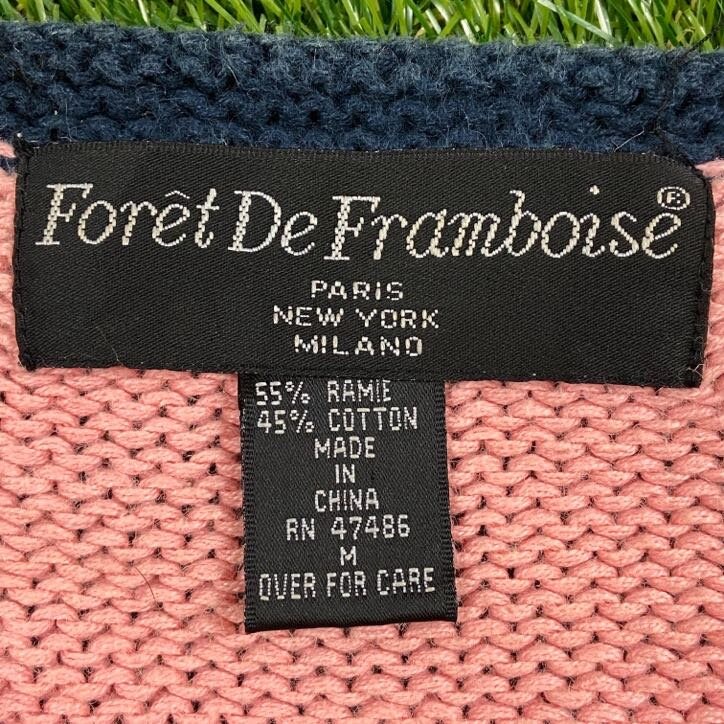 Forêt De Framboise®
PARIS
NEW YORK
MILANO
55% RAMIE
45% COTTON
MADE
IN
CHINA
RN 47486
M
OVER FOR CARE